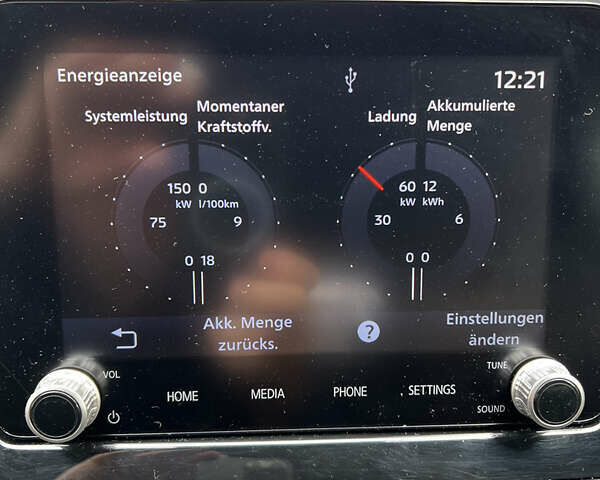 Energieanzeige
12:21
Systemleistung
Momentaner
Kraftstoffv.
Ladung
Akkumulierte
Menge
150 0
kW l/100km
75 9
0 18
60 12
kW kWh
30 6
0 0
Akk. Menge
zurücks.
?
Einstellungen
ändern
VOL
HOME
MEDIA
PHONE
SETTINGS
TUNE
SOUND